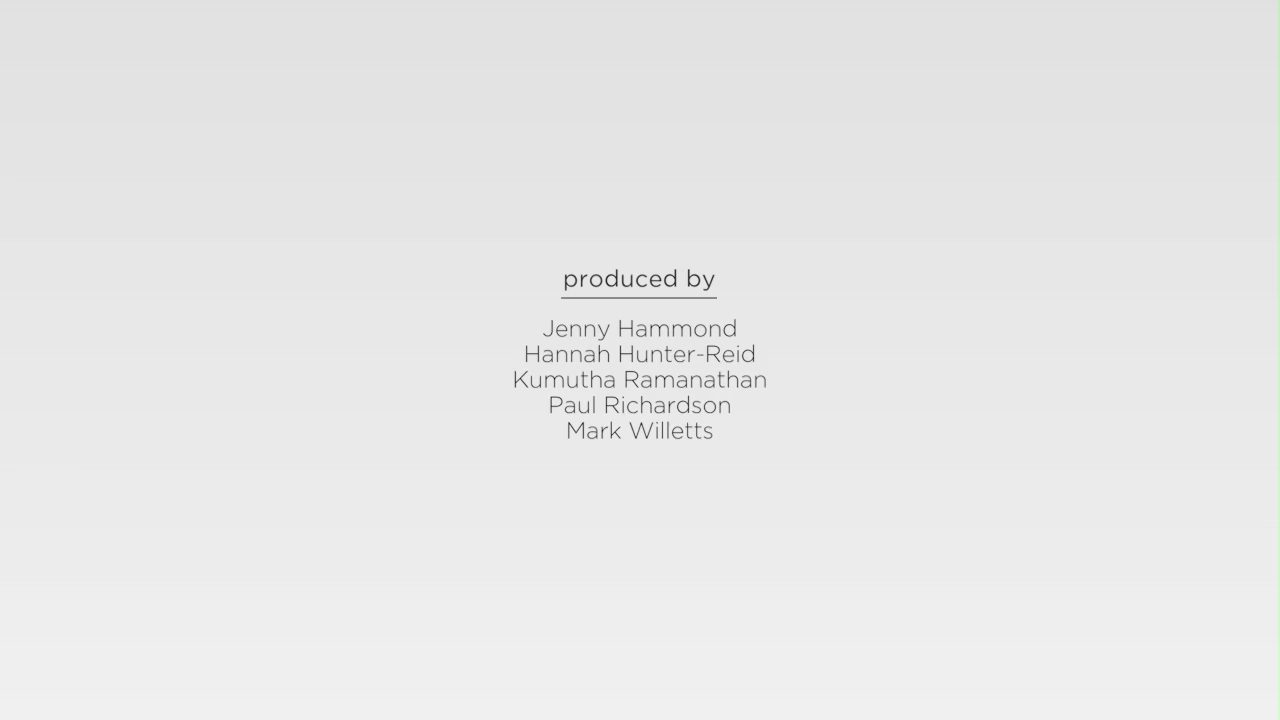 produced by
Jenny Hammond
Hannah Hunter-Reid
Kumutha Ramanathan
Paul Richardson
Mark Willetts